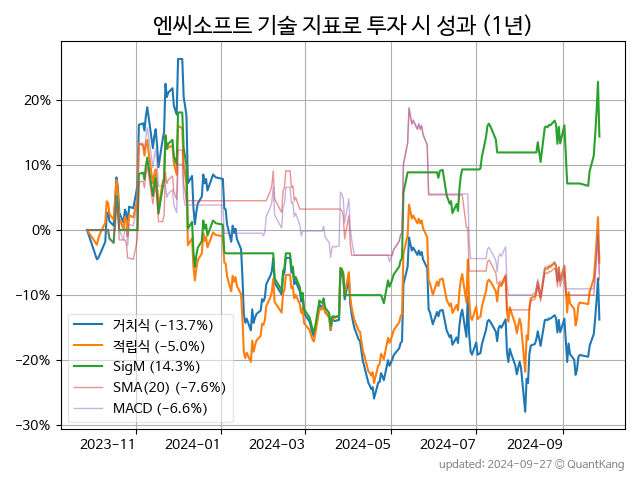 엔씨소프트 기술 지표로 투자 시 성과 (1년)
20%
10%
0%
−10%
−20%
−30%
거치식 (−13.7%)
적립식 (−5.0%)
SigM (14.3%)
SMA(20) (−7.6%)
MACD (−6.6%)
2023-11
2024-01
2024-03
2024-05
2024-07
2024-09
updated: 2024-09-27 ⓒ QuantKang